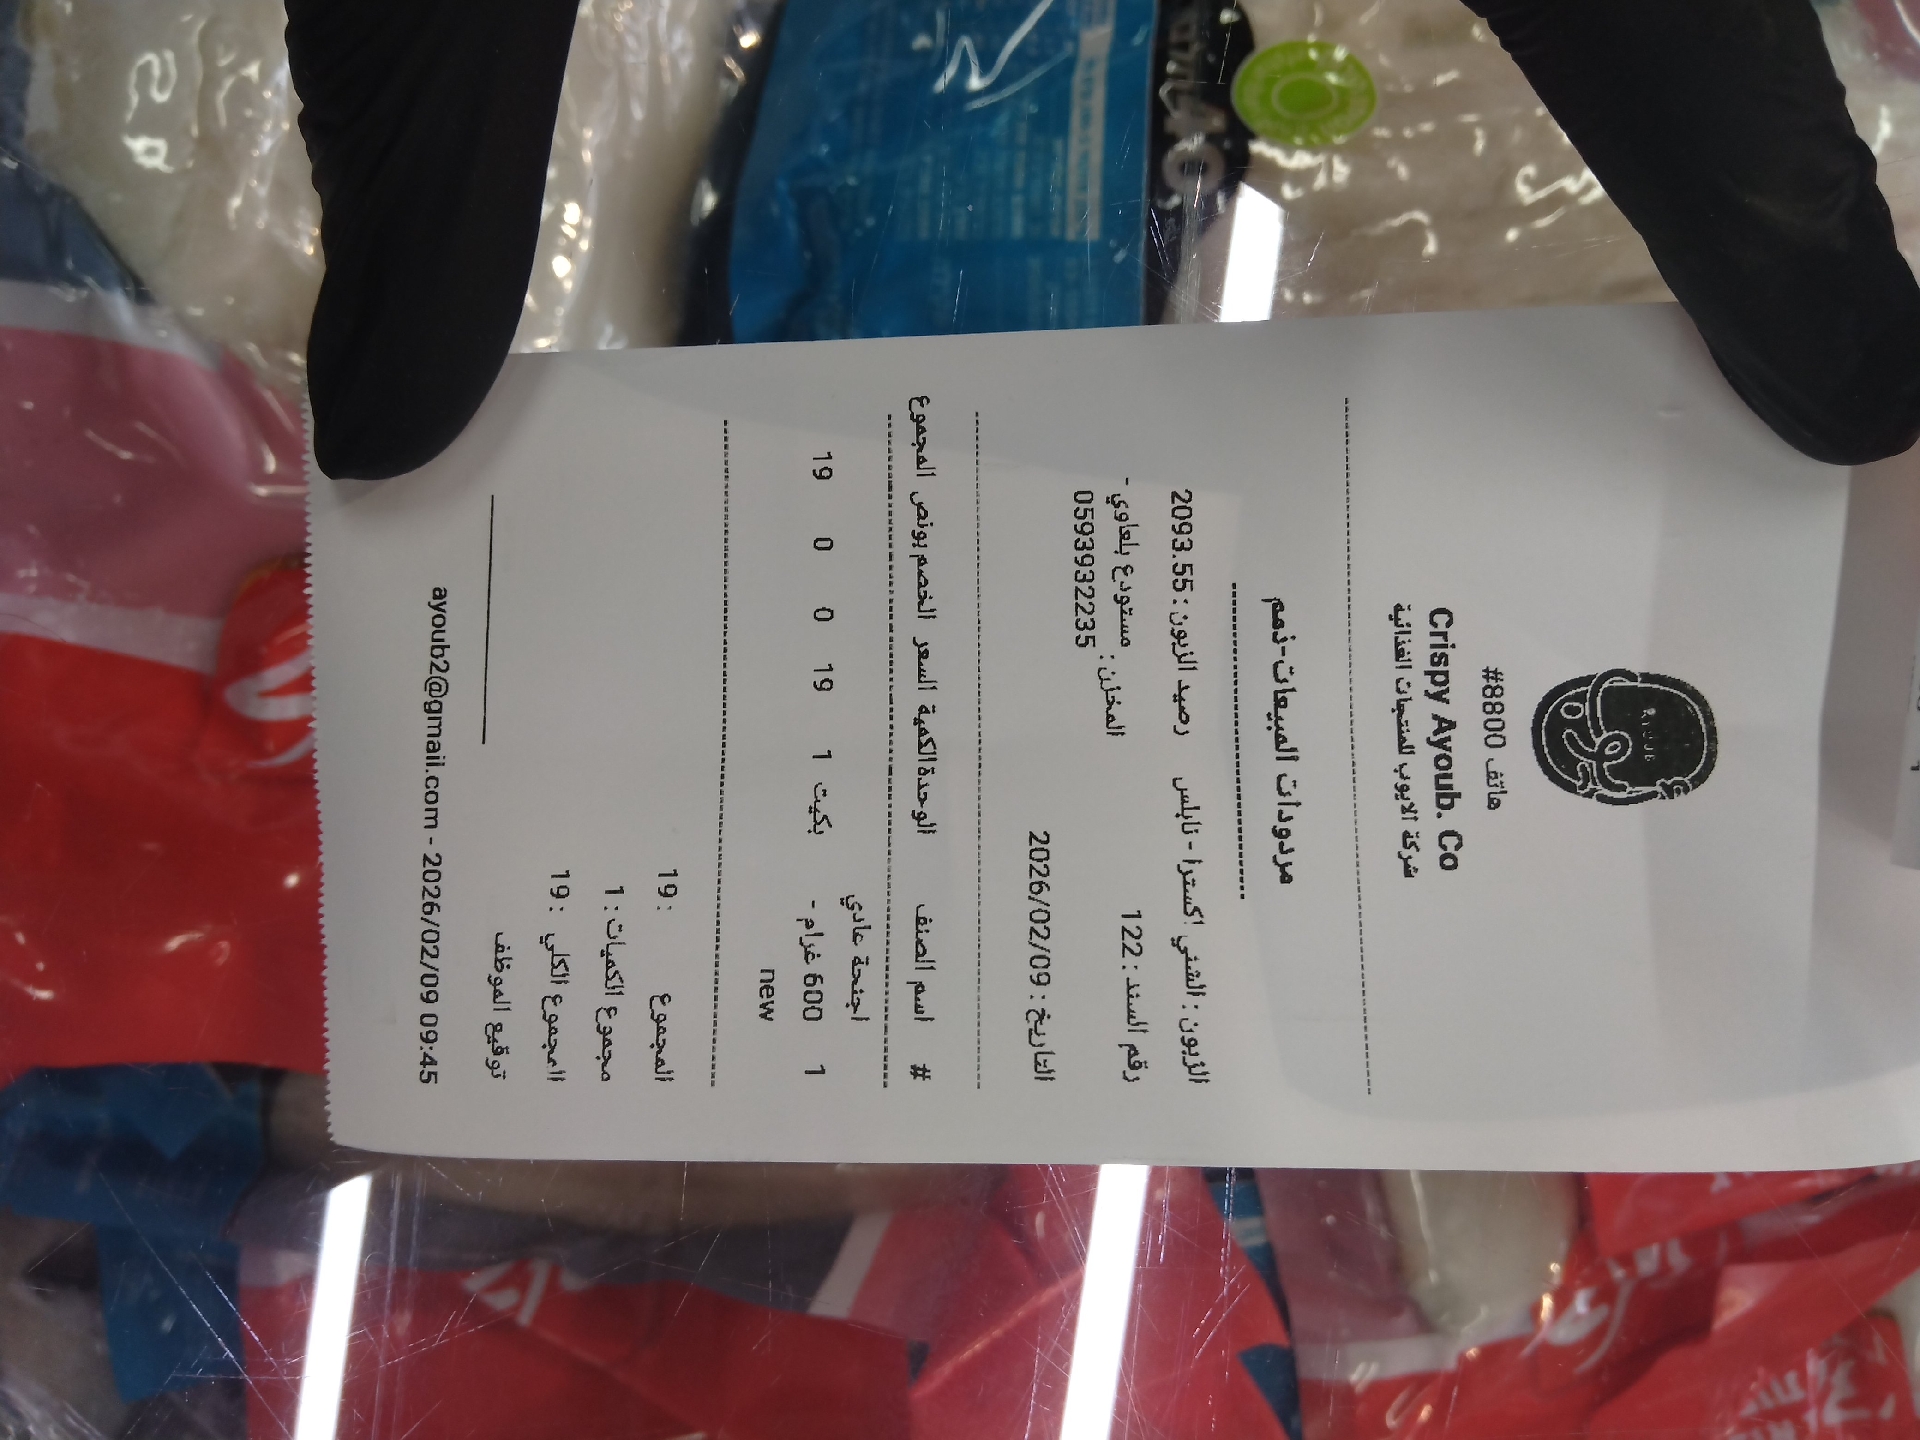 هاتف 8800#
Crispy Ayoub. Co
شركة الايوب للمنتجات الغذائية
مردودات المبيعات-ذمم
الزبون : الشني اكسترا - نابلس رصيد الزبون : 2093.55
رقم السند : 122 المخزن : مستودع بلعاوي - 0593932235
التاريخ : 2026/02/09
# اسم الصنف الوحدة الكمية السعر الخصم بونص المجموع
1 اجنحة عادي 600 غرام - new بكيت 1 19 0 0 19
المجموع : 19
مجموع الكميات : 1
المجموع الكلي : 19
توقيع الموظف
ayoub2@gmail.com - 2026/02/09 09:45